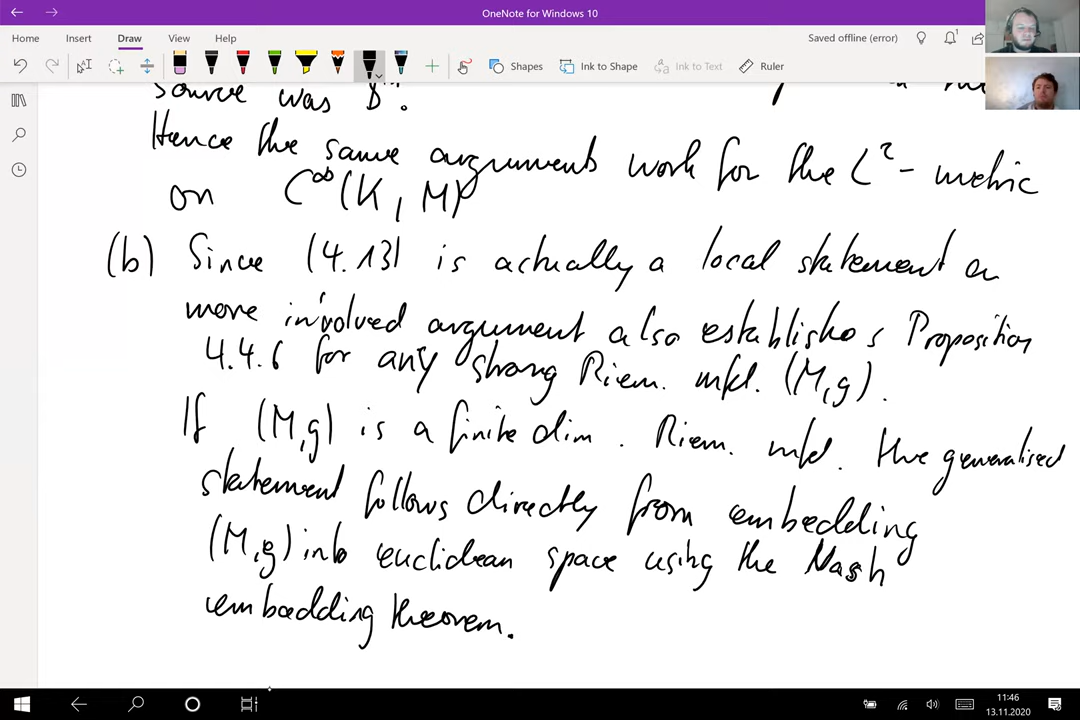 OneNote for Windows 10
Home Insert Draw View Help Saved offline (error)
Shapes Ink to Shape Ink to Text Ruler
source was
Hence the same arguments work for the L² - metric
on C^∞(K, M)
(b) Since (4.13) is actually a local statement a
more involved argument also establishes Proposition
4.4.6 for any strong Riem. mfd. (M,g).
If (M,g) is a finite dim. Riem. mfd. the generalised
statement follows directly from embedding
(M,g) into euclidean space using the Nash
embedding theorem.
11:46
13.11.2020